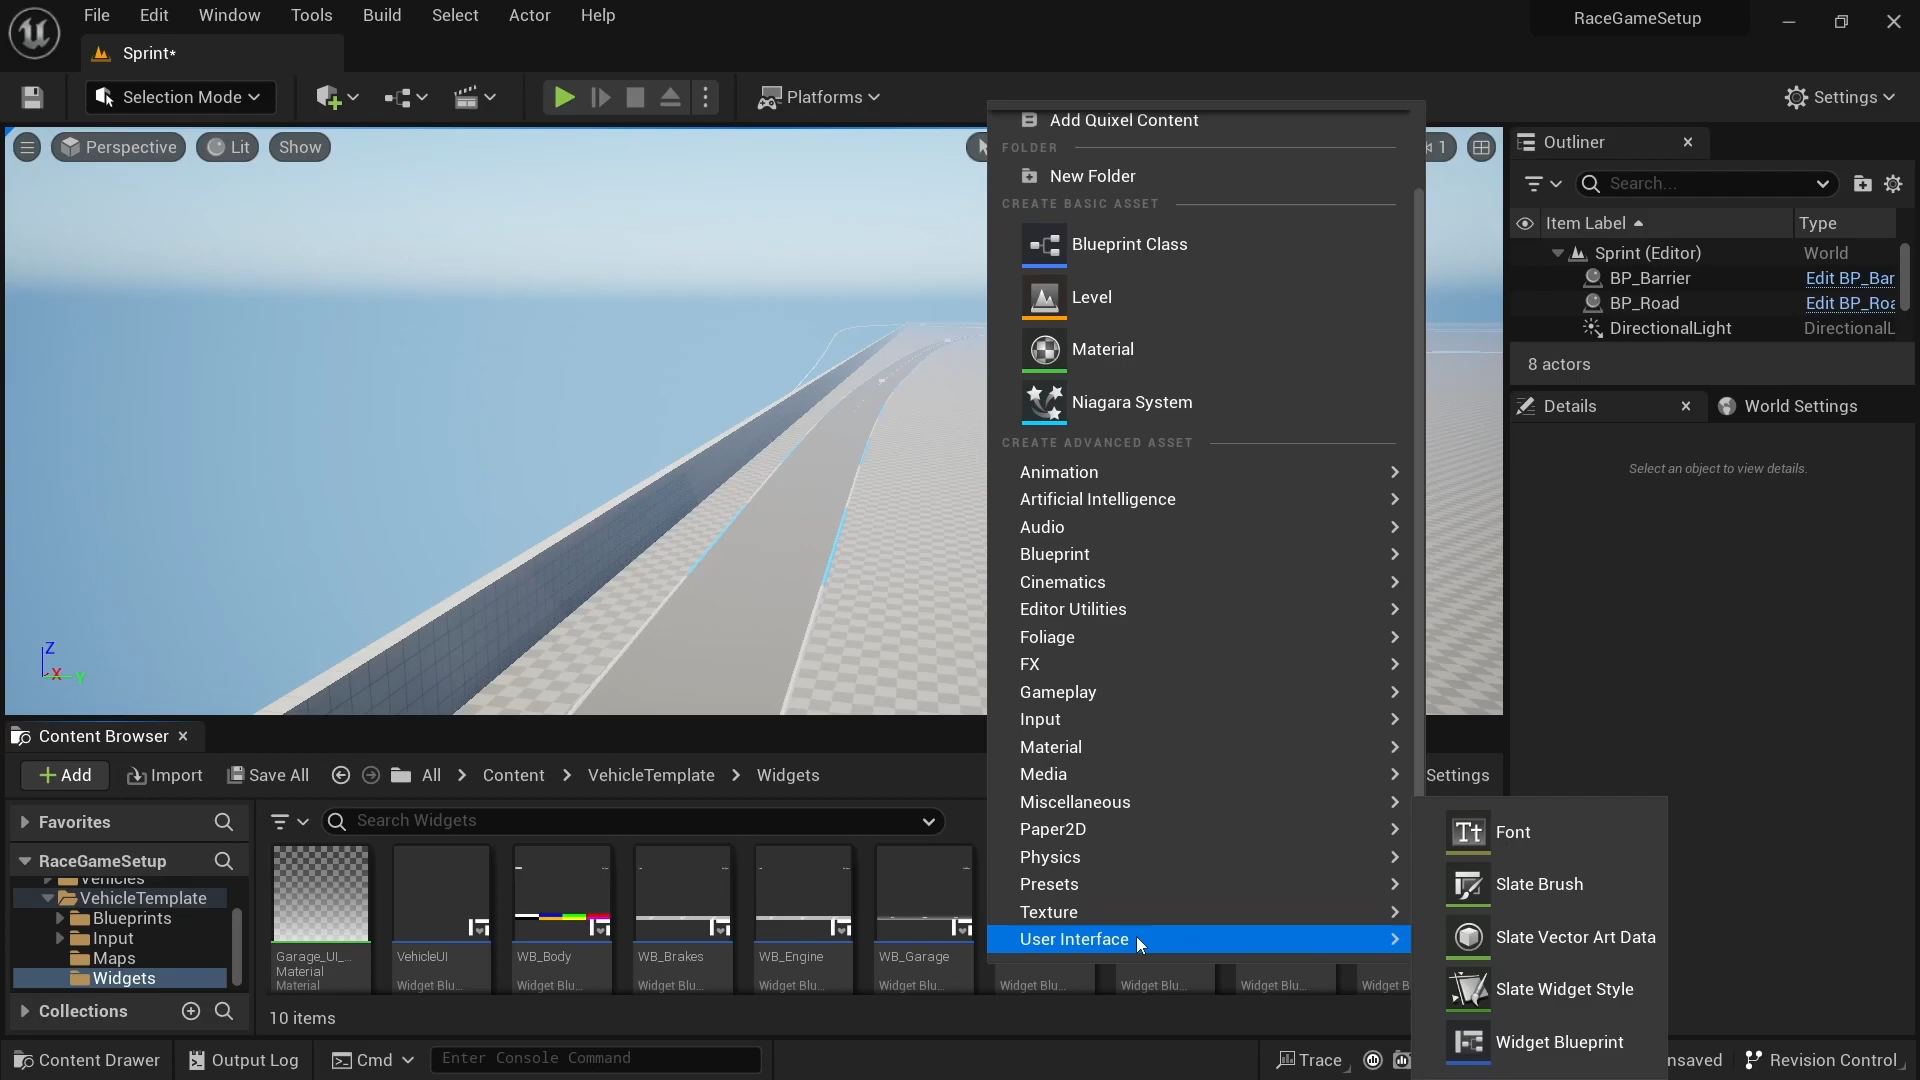 File Edit Window Tools Build Select Actor Help
RaceGameSetup
Sprint*
Selection Mode
Platforms
Settings
Perspective
Lit
Show
1
Z
X
Y
Add Quixel Content
FOLDER
New Folder
CREATE BASIC ASSET
Blueprint Class
Level
Material
Niagara System
CREATE ADVANCED ASSET
Animation
Artificial Intelligence
Audio
Blueprint
Cinematics
Editor Utilities
Foliage
FX
Gameplay
Input
Material
Media
Miscellaneous
Paper2D
Physics
Presets
Texture
User Interface
Font
Slate Brush
Slate Vector Art Data
Slate Widget Style
Widget Blueprint
Outliner
Search...
Item Label Type
Sprint (Editor) World
BP_Barrier Edit BP_Bar
BP_Road Edit BP_Roa
DirectionalLight DirectionalL
8 actors
Details
World Settings
Select an object to view details.
Content Browser
Add
Import
Save All
All
Content
VehicleTemplate
Widgets
Settings
Favorites
RaceGameSetup
Vehicles
VehicleTemplate
Blueprints
Input
Maps
Widgets
Collections
Search Widgets
Garage_UI_...
Material
Material
VehicleUI
Widget Blu...
WB_Body
Widget Blu...
WB_Brakes
Widget Blu...
WB_Engine
Widget Blu...
WB_Garage
Widget Blu...
Widget Blu...
Widget Blu...
Widget Blu...
Widget B
10 items
Content Drawer
Output Log
Cmd
Enter Console Command
Trace
nsaved
Revision Control